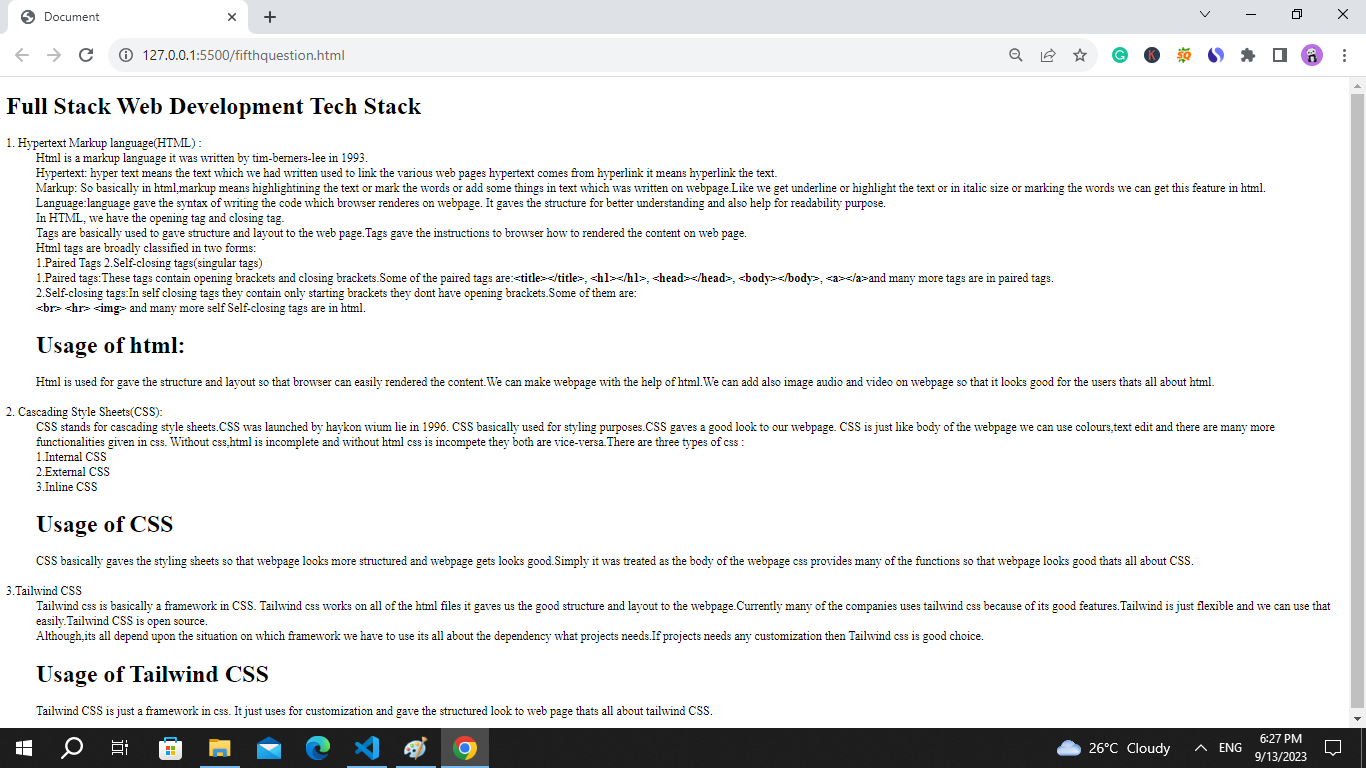 Document
127.0.0.1:5500/fifthquestion.html
Full Stack Web Development Tech Stack
1. Hypertext Markup language(HTML) :
Html is a markup language it was written by tim-berners-lee in 1993.
Hypertext: hyper text means the text which we had written used to link the various web pages hypertext comes from hyperlink it means hyperlink the text.
Markup: So basically in html,markup means highlightining the text or mark the words or add some things in text which was written on webpage.Like we get underline or highlight the text or in italic size or marking the words we can get this feature in html.
Language:language gave the syntax of writing the code which browser renderes on webpage. It gaves the structure for better understanding and also help for readability purpose.
In HTML, we have the opening tag and closing tag.
Tags are basically used to gave structure and layout to the web page.Tags gave the instructions to browser how to rendered the content on web page.
Html tags are broadly classified in two forms:
1.Paired Tags 2.Self-closing tags(singular tags)
1.Paired tags:These tags contain opening brackets and closing brackets.Some of the paired tags are:<title></title>, <h1></h1>, <head></head>, <body></body>, <a></a>and many more tags are in paired tags.
2.Self-closing tags:In self closing tags they contain only starting brackets they dont have opening brackets.Some of them are:
<br> <hr> <img> and many more self Self-closing tags are in html.
Usage of html:
Html is used for gave the structure and layout so that browser can easily rendered the content.We can make webpage with the help of html.We can add also image audio and video on webpage so that it looks good for the users thats all about html.
2. Cascading Style Sheets(CSS):
CSS stands for cascading style sheets.CSS was launched by haykon wium lie in 1996. CSS basically used for styling purposes.CSS gaves a good look to our webpage. CSS is just like body of the webpage we can use colours,text edit and there are many more
functionalities given in css. Without css,html is incomplete and without html css is incompete they both are vice-versa.There are three types of css :
1.Internal CSS
2.External CSS
3.Inline CSS
Usage of CSS
CSS basically gaves the styling sheets so that webpage looks more structured and webpage gets looks good.Simply it was treated as the body of the webpage css provides many of the functions so that webpage looks good thats all about CSS.
3.Tailwind CSS
Tailwind css is basically a framework in CSS. Tailwind css works on all of the html files it gaves us the good structure and layout to the webpage.Currently many of the companies uses tailwind css because of its good features.Tailwind is just flexible and we can use that
easily.Tailwind CSS is open source.
Although,its all depend upon the situation on which framework we have to use its all about the dependency what projects needs.If projects needs any customization then Tailwind css is good choice.
Usage of Tailwind CSS
Tailwind CSS is just a framework in css. It just uses for customization and gave the structured look to web page thats all about tailwind CSS.
26°C Cloudy
ENG
6:27 PM
9/13/2023